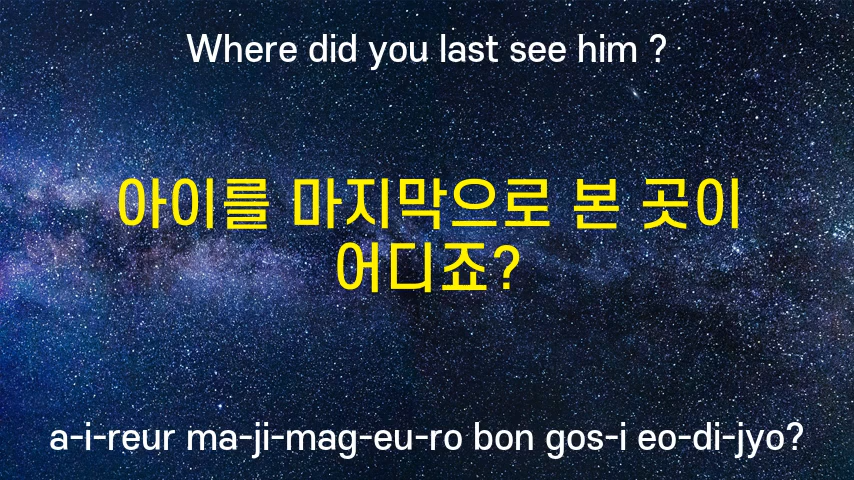 Where did you last see him ?
아이를 마지막으로 본 곳이
어디죠?
a-i-reur ma-ji-mag-eu-ro bon gos-i eo-di-jyo?